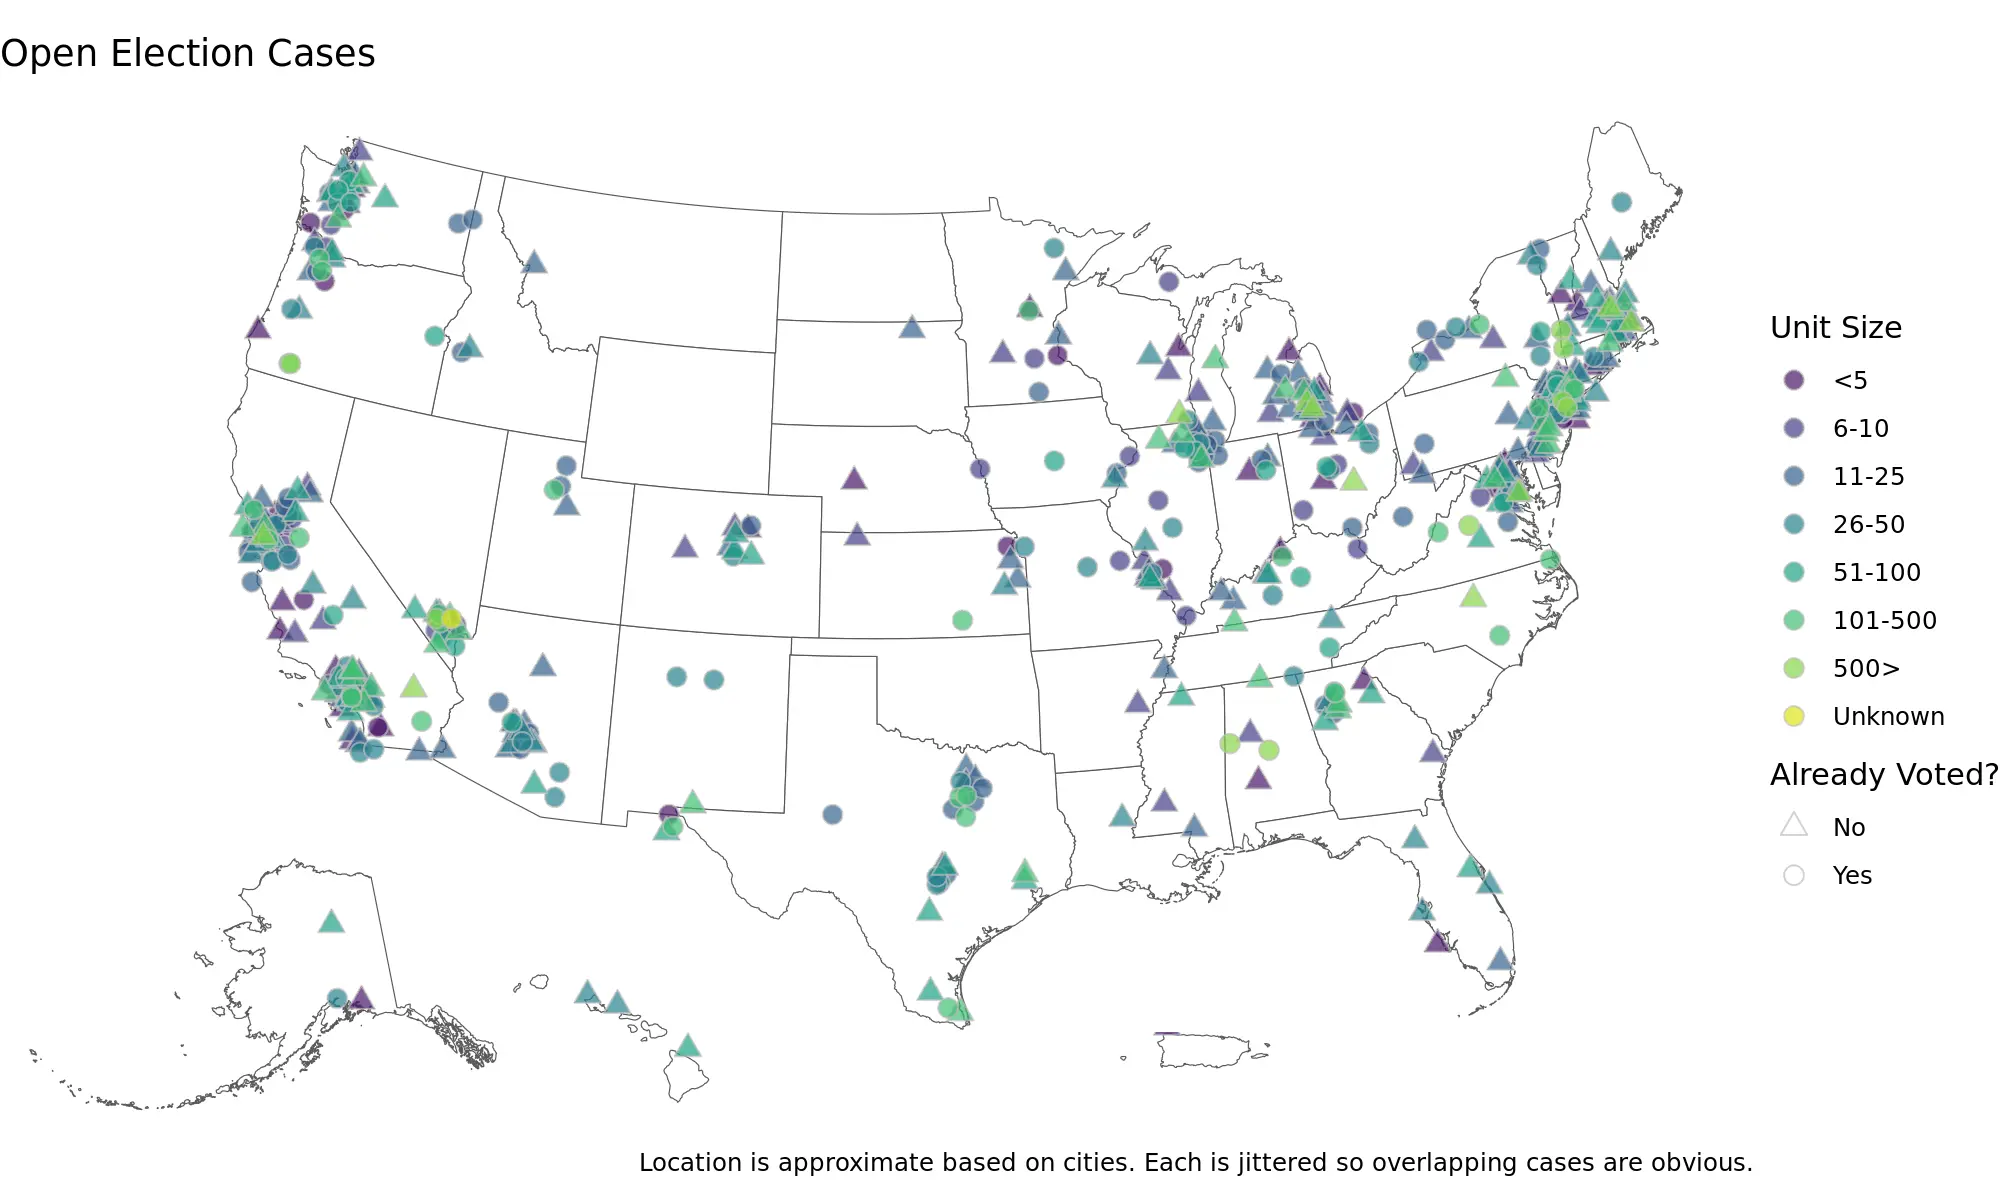 Open Election Cases
Unit Size
<5
6-10
11-25
26-50
51-100
101-500
500>
Unknown
Already Voted?
No
Yes
Location is approximate based on cities. Each is jittered so overlapping cases are obvious.